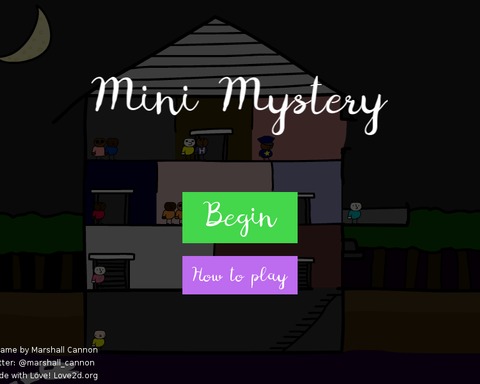 Mini Mystery
Begin
How to play
ame by Marshall Cannon
tter: @marshall_cannon
de with Love! Love2d.org